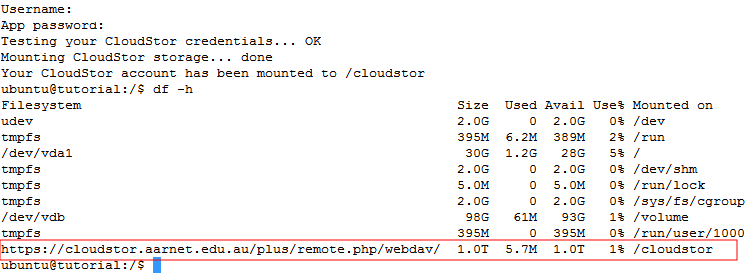 Username:
App password:
Testing your CloudStor credentials... OK
Mounting CloudStor storage... done
Your CloudStor account has been mounted to /cloudstor
ubuntu@tutorial:/$ df -h
Filesystem                                         Size  Used Avail Use% Mounted on
udev                                               2.0G     0  2.0G   0% /dev
tmpfs                                              395M  6.2M  389M   2% /run
/dev/vda1                                           30G  1.2G   28G   5% /
tmpfs                                              2.0G     0  2.0G   0% /dev/shm
tmpfs                                              5.0M     0  5.0M   0% /run/lock
tmpfs                                              2.0G     0  2.0G   0% /sys/fs/cgroup
/dev/vdb                                            98G   61M   93G   1% /volume
tmpfs                                              395M     0  395M   0% /run/user/1000
https://cloudstor.aarnet.edu.au/plus/remote.php/webdav/  1.0T  5.7M  1.0T   1% /cloudstor
ubuntu@tutorial:/$